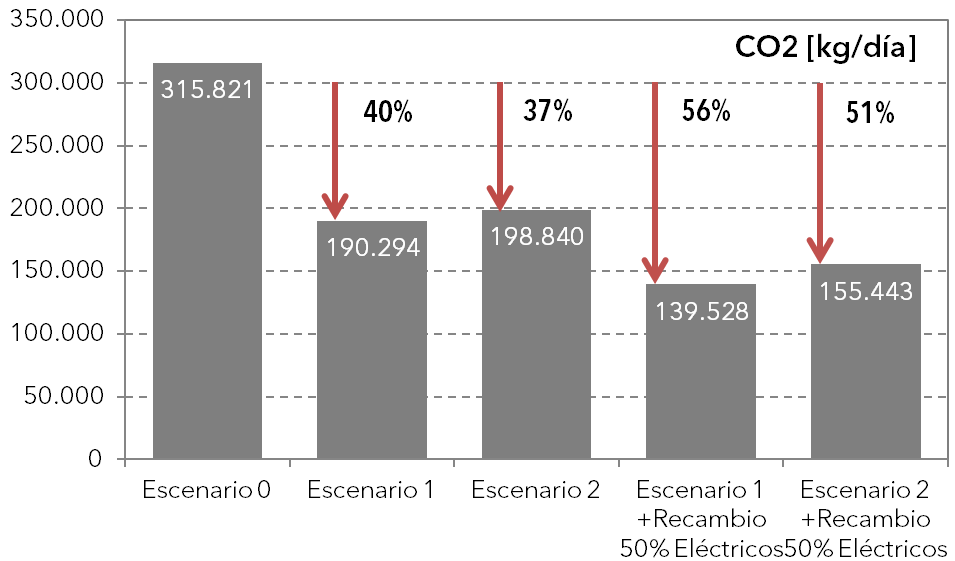 350.000
CO2 [kg/día]
300.000
315.821
40%
37%
56%
51%
250.000
200.000
190.294
198.840
150.000
139.528
155.443
100.000
50.000
0
Escenario 0
Escenario 1
Escenario 2
Escenario 1
+Recambio
50% Eléctricos
Escenario 2
+Recambio
50% Eléctricos